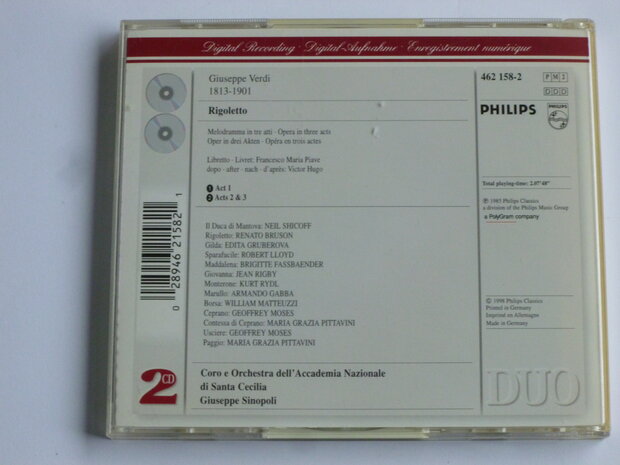 Digital Recording · Digital-Aufnahme · Enregistrement numérique
Giuseppe Verdi
1813-1901
Rigoletto
Melodramma in tre atti · Opera in three acts
Oper in drei Akten · Opéra en trois actes
Libretto · Livret: Francesco Maria Piave
dopo · after · nach · d'après: Victor Hugo
1 Act 1
2 Acts 2 & 3
Il Duca di Mantova: NEIL SHICOFF
Rigoletto: RENATO BRUSON
Gilda: EDITA GRUBEROVA
Sparafucile: ROBERT LLOYD
Maddalena: BRIGITTE FASSBAENDER
Giovanna: JEAN RIGBY
Monterone: KURT RYDL
Marullo: ARMANDO GABBA
Borsa: WILLIAM MATTEUZZI
Ceprano: GEOFFREY MOSES
Contessa di Ceprano: MARIA GRAZIA PITTAVINI
Usciere: GEOFFREY MOSES
Paggio: MARIA GRAZIA PITTAVINI
Coro e Orchestra dell'Accademia Nazionale
di Santa Cecilia
Giuseppe Sinopoli
462 158-2
P M 2
D D D
PHILIPS
PHILIPS
Total playing-time: 2.07'48"
Ⓟ 1985 Philips Classics
a division of the Philips Music Group
a PolyGram company
© 1998 Philips Classics
Printed in Germany
Imprimé en Allemagne
Made in Germany
DUO
0 28946 21582 1
2 CD